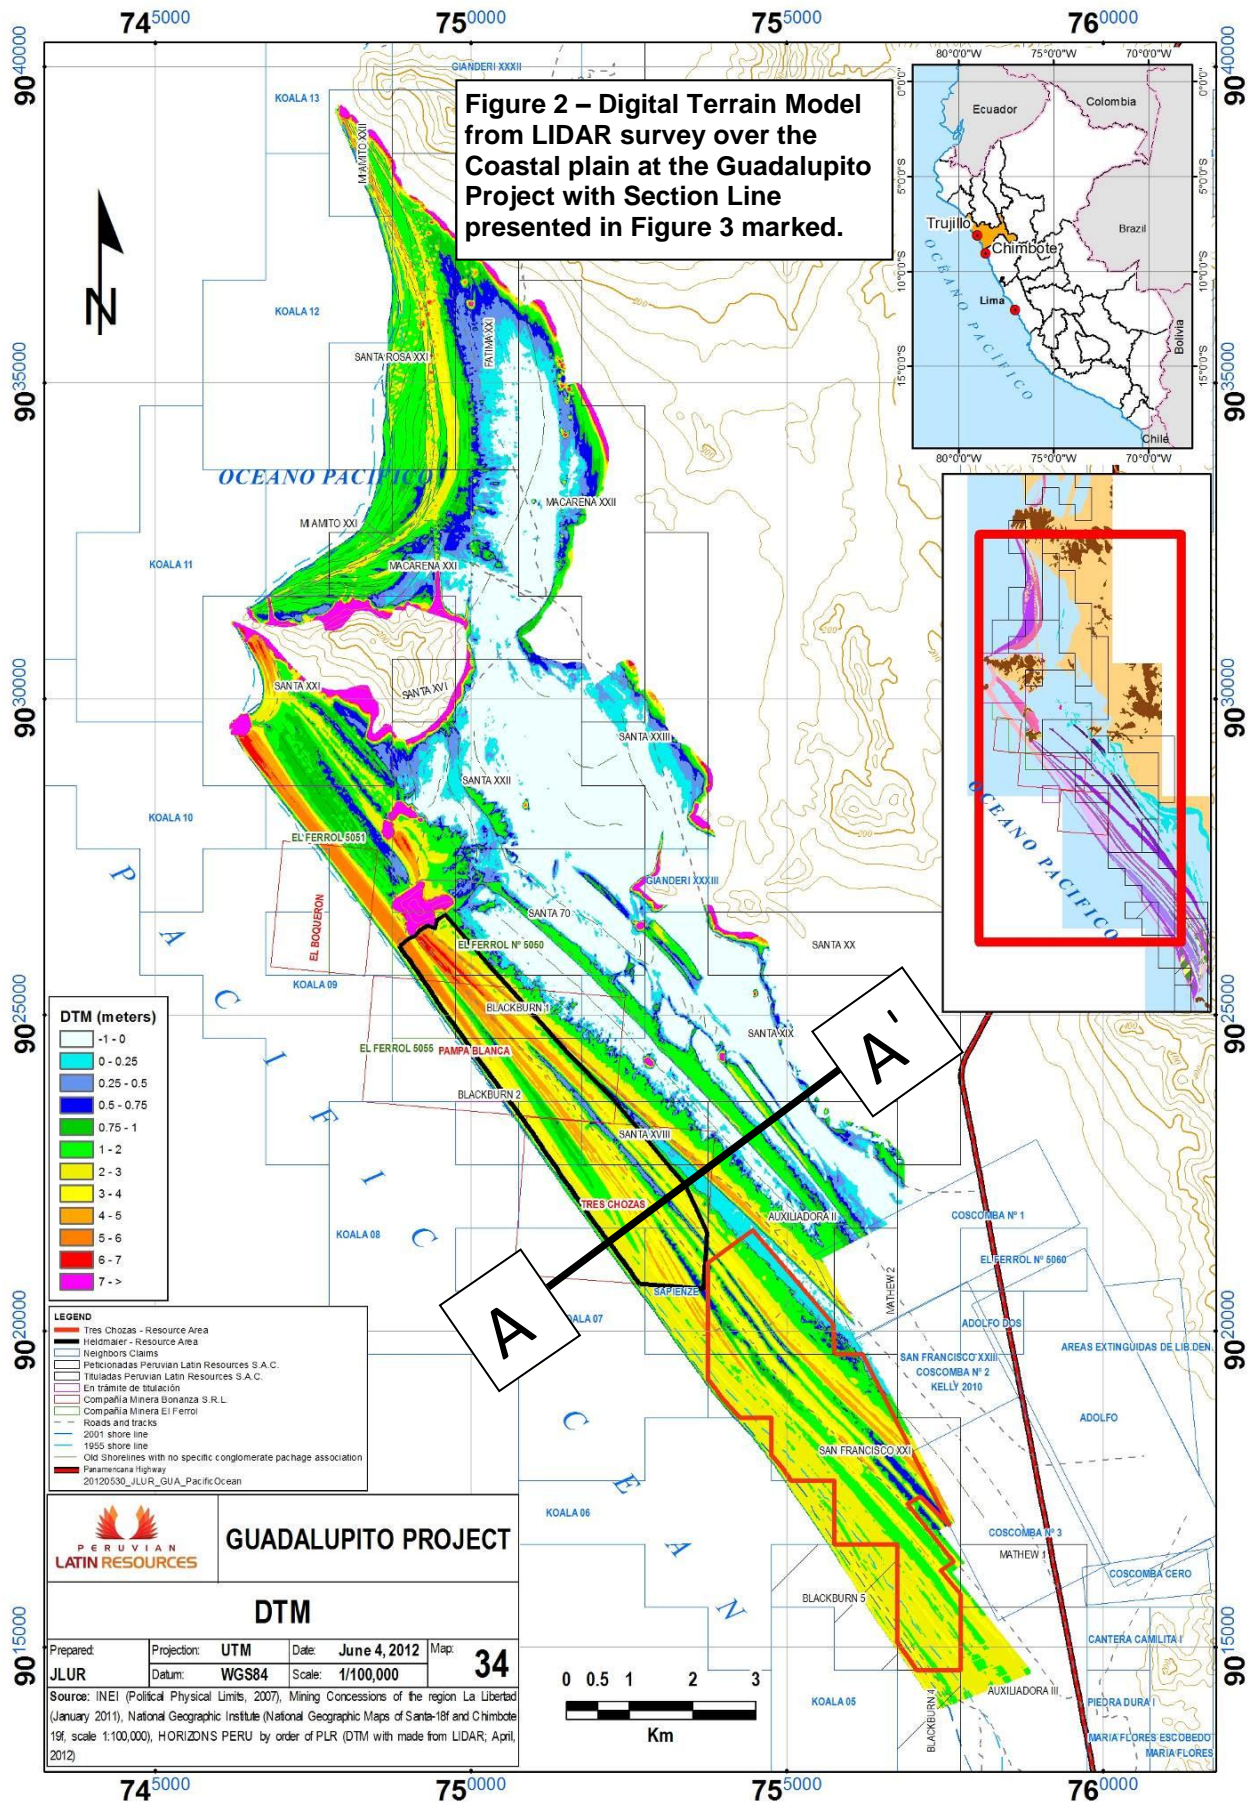 745000
750000
755000
760000
9040000
9035000
9030000
9025000
9020000
9015000
Figure 2 – Digital Terrain Model
from LIDAR survey over the
Coastal plain at the Guadalupito
Project with Section Line
presented in Figure 3 marked.
N
80°0'0"W
75°0'0"W
70°0'0"W
0°0'0"
5°0'0"S
10°0'0"S
15°0'0"S
Ecuador
Colombia
Brazil
Trujillo
Chimbote?
Lima
Bolivia
Chile
OCÉANO PACÍFICO
GIANDERI XXXII
KOALA 13
MIAMITO XXII
KOALA 12
SANTA ROSA XXI
FATIMA XXI
OCEANO PACIFICO
MIAMITO XXI
MACARENA XXII
KOALA 11
MACARENA XXI
SANTA XXI
SANTA XVI
SANTA XXIII
SANTA XXII
KOALA 10
EL FERROL 5051
GIANDERI XXXIII
SANTA 70
EL BOQUERON
EL FERROL Nº 5050
SANTA XX
KOALA 09
BLACKBURN 1
SANTA XIX
EL FERROL 5055
PAMPA BLANCA
BLACKBURN 2
SANTA XVIII
TRES CHOZAS
KOALA 08
AUXILIADORA II
COSCOMBA Nº 1
EL FERROL Nº 5060
SAPIENZE
MATHEW 2
OALA 07
ADOLFO DOS
AREAS EXTINGUIDAS DE LIB.DEN.
SAN FRANCISCO XXIII
COSCOMBA Nº 2
KELLY 2010
ADOLFO
SAN FRANCISCO XXI
KOALA 06
COSCOMBA Nº 3
MATHEW 1
COSCOMBA CERO
BLACKBURN 5
CANTERA CAMILITA I
AUXILIADORA III
KOALA 05
BLACKBURN 4
PIEDRA DURA I
MARIA FLORES ESCOBEDO
MARIA FLORES
PACIFIC OCEAN
OCEANO PACIFICO
A
A'
200
DTM (meters)
-1 - 0
0 - 0.25
0.25 - 0.5
0.5 - 0.75
0.75 - 1
1 - 2
2 - 3
3 - 4
4 - 5
5 - 6
6 - 7
7 - >
LEGEND
Tres Chozas - Resource Area
Heldmaier - Resource Area
Neighbors Claims
Peticionadas Peruvian Latin Resources S.A.C.
Tituladas Peruvian Latin Resources S.A.C.
En trámite de titulación
Compañia Minera Bonanza S.R.L.
Compañia Minera El Ferrol
Roads and tracks
2001 shore line
1955 shore line
Old Shorelines with no specific conglomerate pachage association
Panamericana Highway
20120530_JLUR_GUA_PacificOcean
PERUVIAN
LATIN RESOURCES
GUADALUPITO PROJECT
DTM
Prepared: JLUR
Projection: UTM
Datum: WGS84
Date: June 4, 2012
Scale: 1/100,000
Map: 34
Source: INEI (Political Physical Limits, 2007), Mining Concessions of the region La Libertad
(January 2011), National Geographic Institute (National Geographic Maps of Santa-18f and Chimbote
19f, scale 1:100,000), HORIZONS PERU by order of PLR (DTM with made from LIDAR; April,
2012)
0 0.5 1 2 3
Km